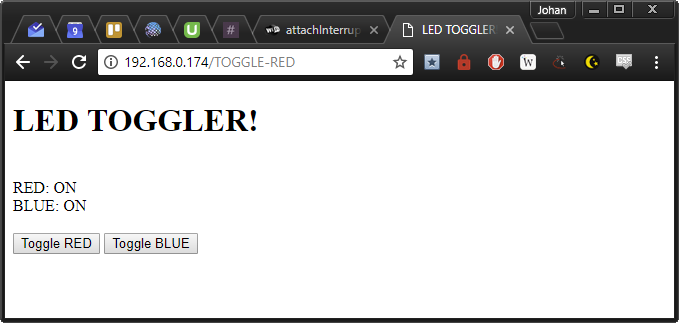 Johan
9
U
#
attachInterrup
LED TOGGLER
192.168.0.174/TOGGLE-RED
W
CSS
LED TOGGLER!
RED: ON
BLUE: ON
Toggle RED Toggle BLUE